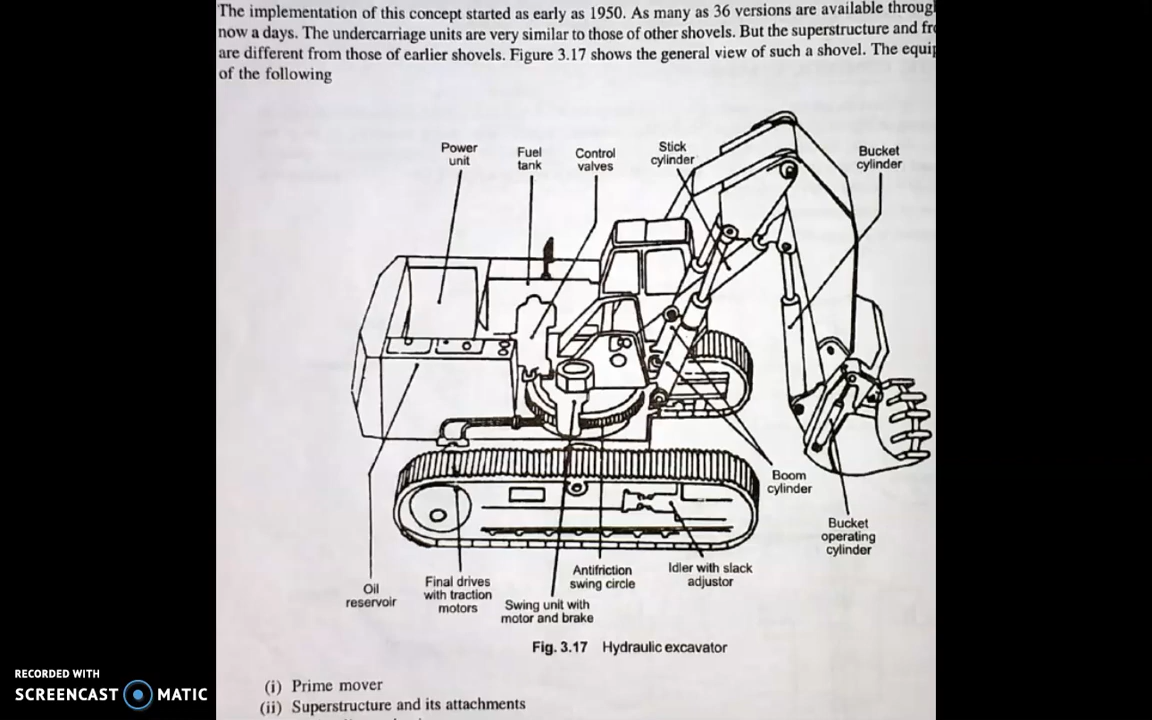 The implementation of this concept started as early as 1950. As many as 36 versions are available
now a days. The undercarriage units are very similar to those of other shovels. But the superstructure and
are different from those of earlier shovels. Figure 3.17 shows the general view of such a shovel. The
of the following
Power
unit
Fuel
tank
Control
valves
Stick
cylinder
Bucket
cylinder
Boom
cylinder
Bucket
operating
cylinder
Oil
reservoir
Final drives
with traction
motors
Swing unit with
motor and brake
Antifriction
swing circle
Idler with slack
adjustor
Fig. 3.17 Hydraulic excavator
(i) Prime mover
(ii) Superstructure and its attachments
RECORDED WITH
SCREENCAST MATIC